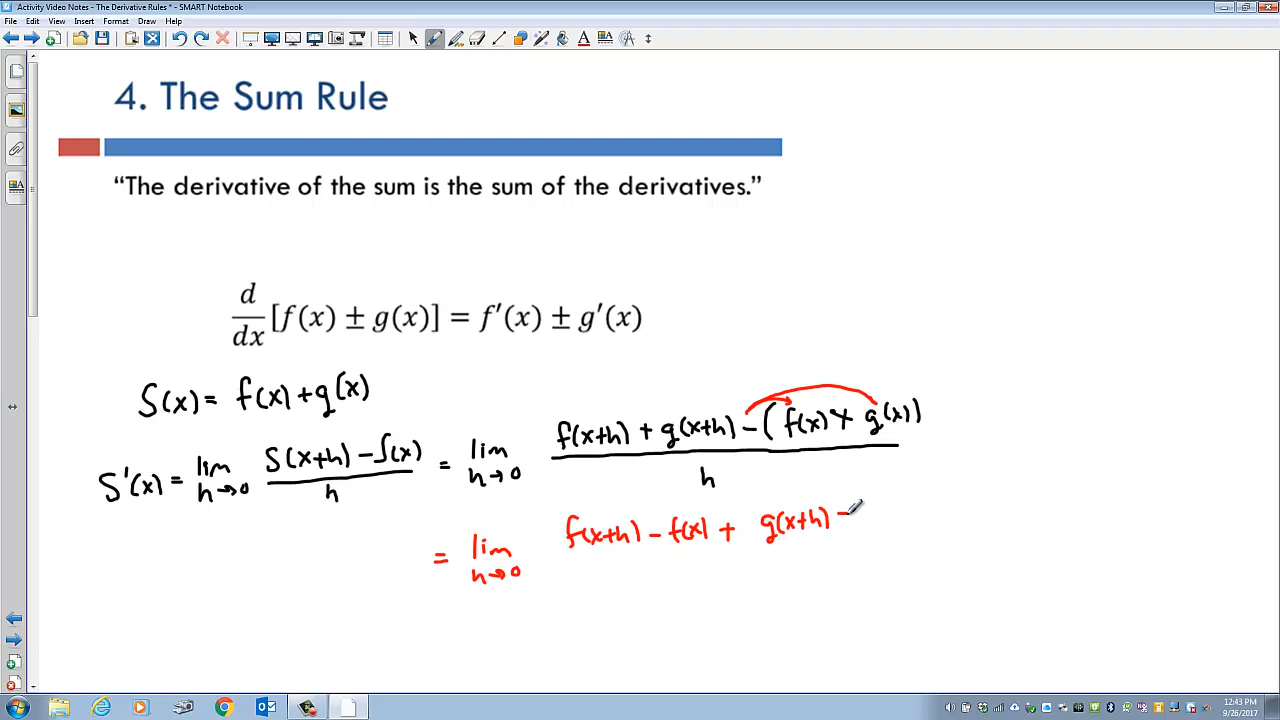 Activity Video Notes - The Derivative Rules * - SMART Notebook
File Edit View Insert Format Draw Help
4. The Sum Rule
“The derivative of the sum is the sum of the derivatives.”
d/dx [f(x) ± g(x)] = f′(x) ± g′(x)
S(x) = f(x) + g(x)
S'(x) = lim h→0 (S(x+h) - S(x))/h = lim h→0 (f(x+h) + g(x+h) - (f(x) + g(x)))/h
= lim h→0 f(x+h) - f(x) + g(x+h) -
12:43 PM
9/26/2017